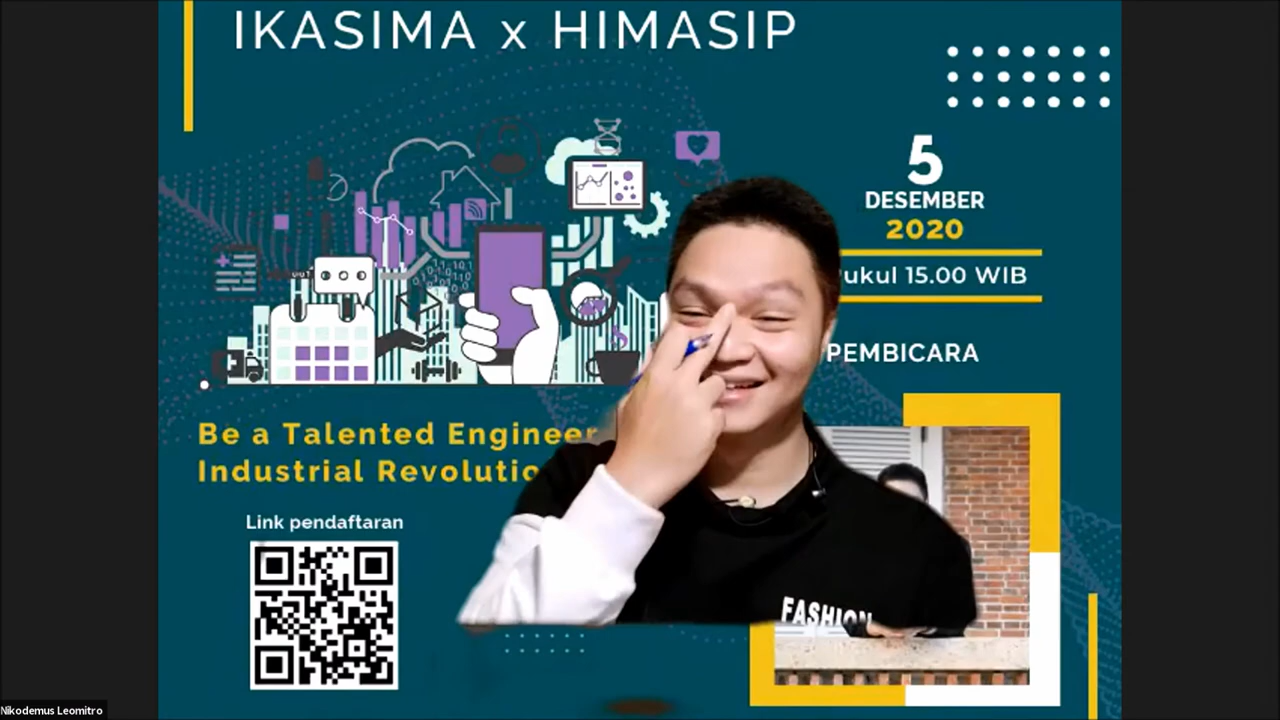 IKASIMA x HIMASIP
5
DESEMBER
2020
ukul 15.00 WIB
PEMBICARA
Be a Talented Engineer
Industrial Revolutio
Link pendaftaran
FASHION
Nikodemus Leomitro